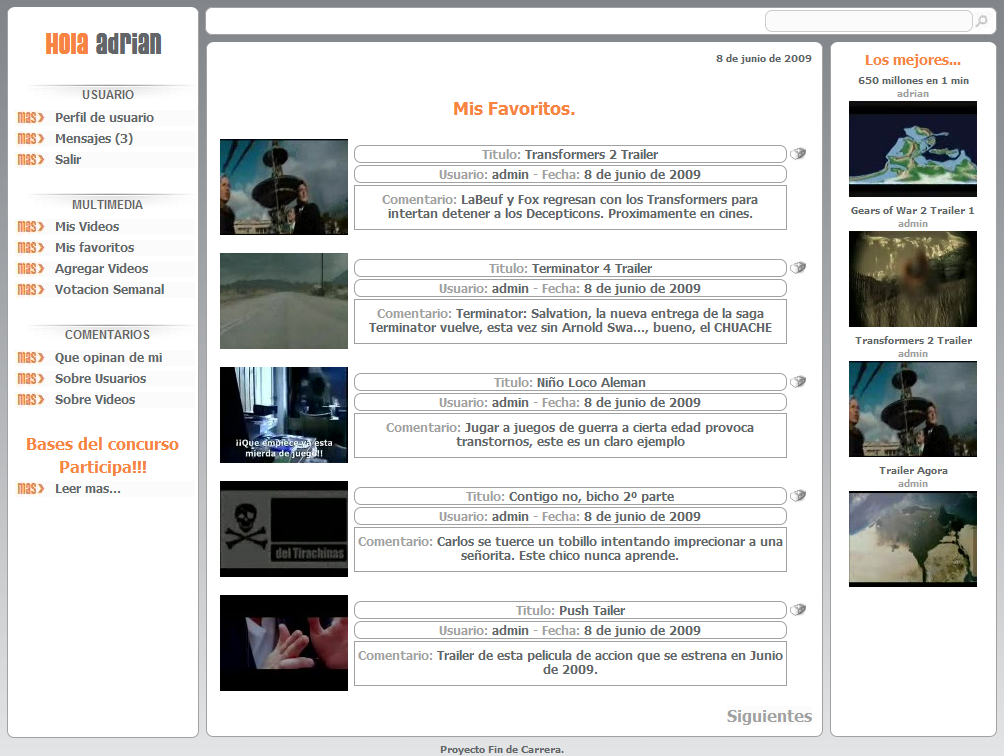 Hola adrian
USUARIO
mas Perfil de usuario
mas Mensajes (3)
mas Salir
MULTIMEDIA
mas Mis Videos
mas Mis favoritos
mas Agregar Videos
mas Votacion Semanal
COMENTARIOS
mas Que opinan de mi
mas Sobre Usuarios
mas Sobre Videos
Bases del concurso
Participa!!!
mas Leer mas...
8 de junio de 2009
Mis Favoritos.
Titulo: Transformers 2 Trailer
Usuario: admin - Fecha: 8 de junio de 2009
Comentario: LaBeuf y Fox regresan con los Transformers para
intertan detener a los Decepticons. Proximamente en cines.
Titulo: Terminator 4 Trailer
Usuario: admin - Fecha: 8 de junio de 2009
Comentario: Terminator: Salvation, la nueva entrega de la saga
Terminator vuelve, esta vez sin Arnold Swa..., bueno, el CHUACHE
¡¡Que empiece ya esta
mierda de juego!!
Titulo: Niño Loco Aleman
Usuario: admin - Fecha: 8 de junio de 2009
Comentario: Jugar a juegos de guerra a cierta edad provoca
transtornos, este es un claro ejemplo
del Tirachinas
Titulo: Contigo no, bicho 2º parte
Usuario: admin - Fecha: 8 de junio de 2009
Comentario: Carlos se tuerce un tobillo intentando imprecionar a una
señorita. Este chico nunca aprende.
Titulo: Push Tailer
Usuario: admin - Fecha: 8 de junio de 2009
Comentario: Trailer de esta pelicula de accion que se estrena en Junio
de 2009.
Siguientes
Los mejores...
650 millones en 1 min
adrian
Gears of War 2 Trailer 1
admin
Transformers 2 Trailer
admin
Trailer Agora
admin
Proyecto Fin de Carrera.